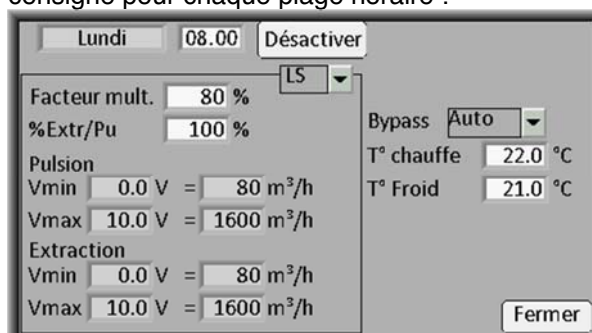 consigne pour chaque plage horaire :
Lundi 08.00 Désactiver
LS
Facteur mult. 80 %
%Extr/Pu 100 %
Pulsion
Vmin 0.0 V = 80 m³/h
Vmax 10.0 V = 1600 m³/h
Extraction
Vmin 0.0 V = 80 m³/h
Vmax 10.0 V = 1600 m³/h
Bypass Auto
T° chauffe 22.0 °C
T° Froid 21.0 °C
Fermer